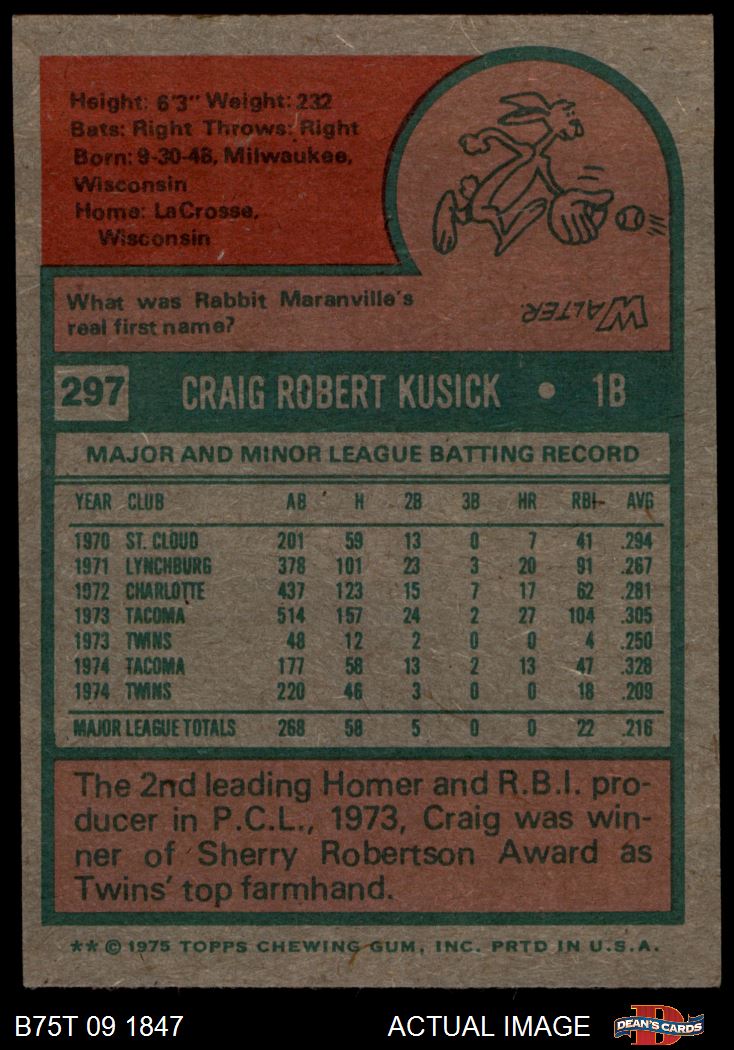 Height: 6'3" Weight: 232
Bats: Right Throws: Right
Born: 9-30-48, Milwaukee,
Wisconsin
Home: LaCrosse,
Wisconsin
What was Rabbit Maranville's
real first name?
WALTER
297 CRAIG ROBERT KUSICK • 1B
MAJOR AND MINOR LEAGUE BATTING RECORD
YEAR CLUB AB H 2B 3B HR RBI AVG
1970 ST. CLOUD 201 59 13 0 7 41 .294
1971 LYNCHBURG 378 101 23 3 20 91 .267
1972 CHARLOTTE 437 123 15 7 17 62 .281
1973 TACOMA 514 157 24 2 27 104 .305
1973 TWINS 48 12 2 0 0 4 .250
1974 TACOMA 177 58 13 2 13 47 .328
1974 TWINS 220 46 3 0 0 18 .209
MAJOR LEAGUE TOTALS 268 58 5 0 0 22 .216
The 2nd leading Homer and R.B.I. pro-
ducer in P.C.L., 1973, Craig was win-
ner of Sherry Robertson Award as
Twins' top farmhand.
** © 1975 TOPPS CHEWING GUM, INC. PRTD IN U.S.A.
B75T 09 1847 ACTUAL IMAGE D DEAN'S CARDS